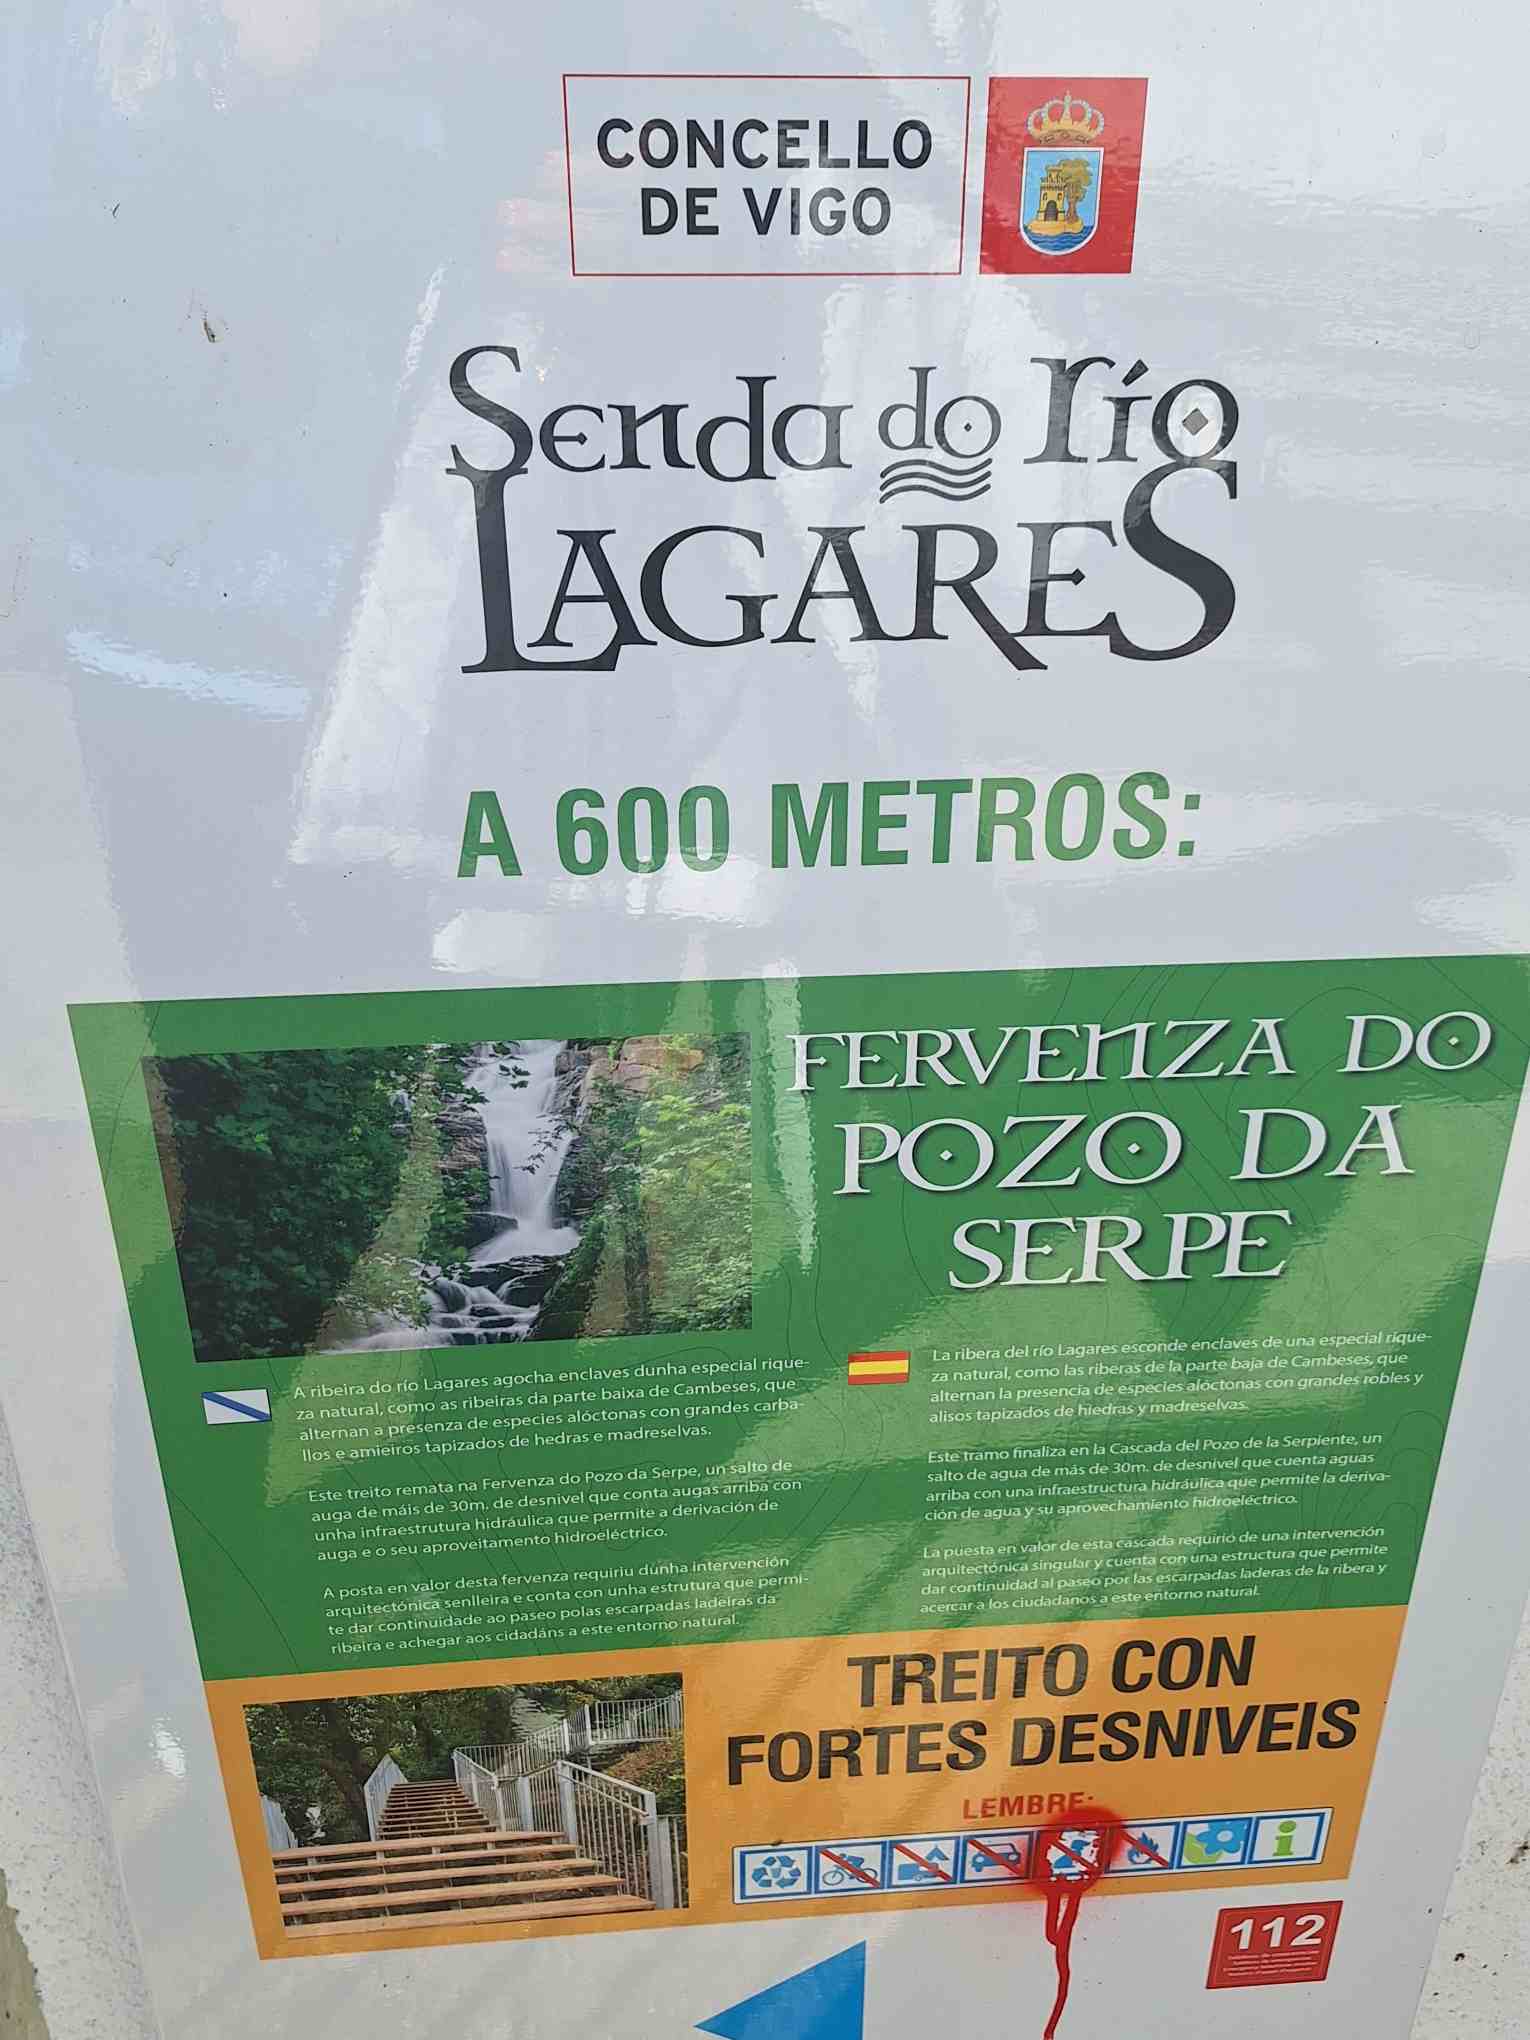 CONCELLO
DE VIGO
Senda do río
LAGARES
A 600 METROS:
FERVENZA DO
POZO DA
SERPE
A ribeira do río Lagares agocha enclaves dunha especial rique-
za natural, como as ribeiras da parte baixa de Cambeses, que
alternan a presenza de especies alóctonas con grandes carba-
llos e amieiros tapizados de hedras e madreselvas.
Este treito remata na Fervenza do Pozo da Serpe, un salto de
auga de máis de 30m. de desnivel que conta augas arriba con
unha infraestrutura hidráulica que permite a derivación de
auga e o seu aproveitamento hidroeléctrico.
A posta en valor desta fervenza requiriu dunha intervención
arquitectónica senlleira e conta con unha estrutura que permi-
te dar continuidade ao paseo polas escarpadas ladeiras da
ribeira e achegar aos cidadáns a este entorno natural.
La ribera del río Lagares esconde enclaves de una especial rique-
za natural, como las riberas de la parte baja de Cambeses, que
alternan la presencia de especies alóctonas con grandes robles y
alisos tapizados de hiedras y madreselvas.
Este tramo finaliza en la Cascada del Pozo de la Serpiente, un
salto de agua de más de 30m. de desnivel que cuenta aguas
arriba con una infraestructura hidráulica que permite la deriva-
ción de agua y su aprovechamiento hidroeléctrico.
La puesta en valor de esta cascada requirió de una intervención
arquitectónica singular y cuenta con una estructura que permite
dar continuidad al paseo por las escarpadas laderas de la ribera y
acercar a los ciudadanos a este entorno natural.
TREITO CON
FORTES DESNIVEIS
LEMBRE:
i
112